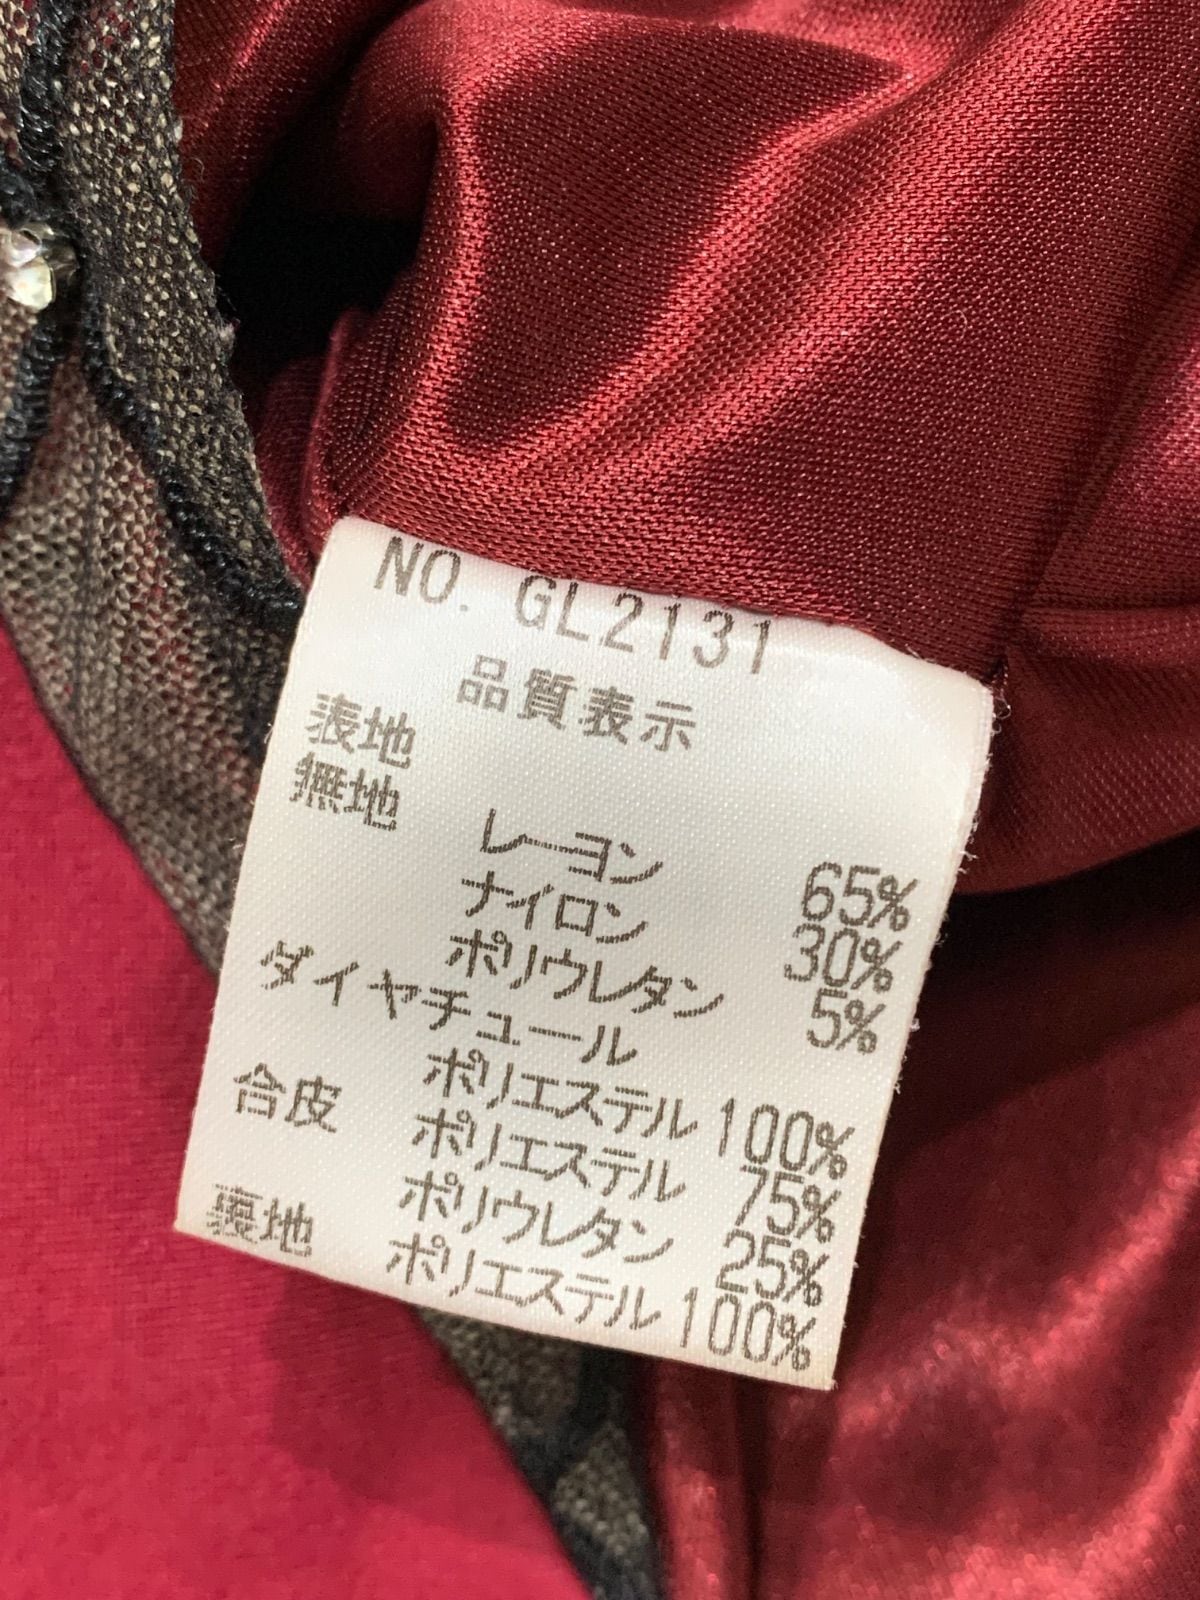 NO. GL2131
品質表示
表地
無地
レーヨン 65%
ナイロン 30%
ポリウレタン 5%
ダイヤチュール
ポリエステル 100%
合皮 ポリエステル 75%
ポリウレタン 25%
裏地 ポリエステル 100%